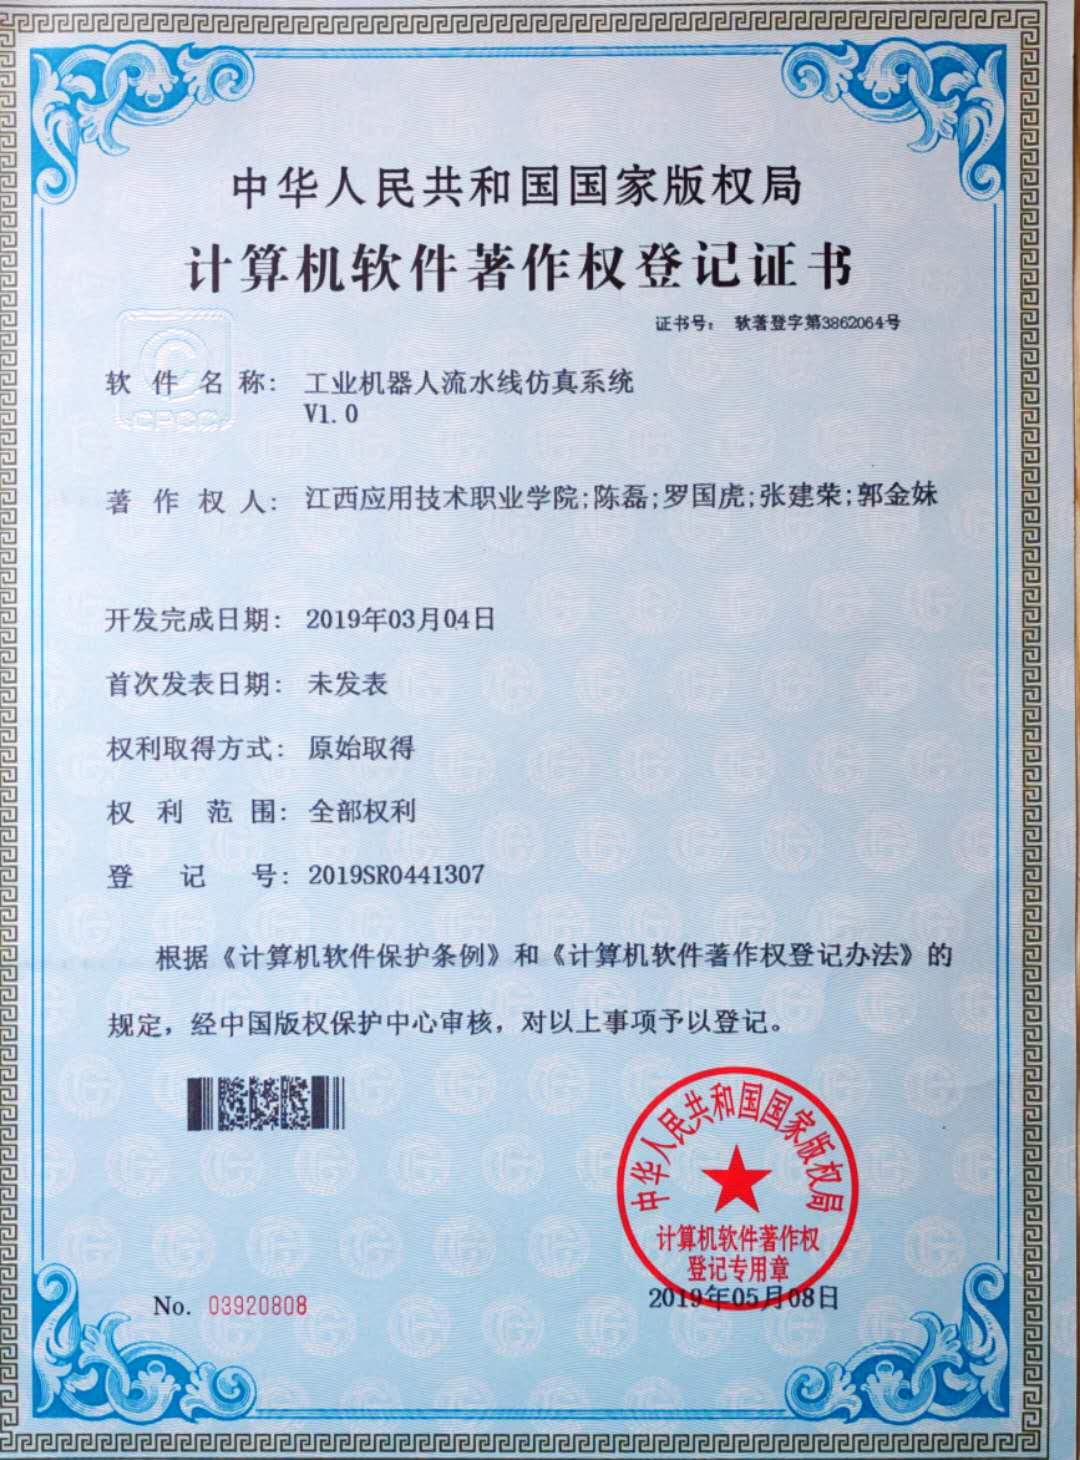 中华人民共和国国家版权局
计算机软件著作权登记证书
证书号： 软著登字第3862064号
CPCC
软件名称： 工业机器人流水线仿真系统
V1.0
著作权人： 江西应用技术职业学院;陈磊;罗国虎;张建荣;郭金妹
开发完成日期： 2019年03月04日
首次发表日期： 未发表
权利取得方式： 原始取得
权利范围： 全部权利
登记号： 2019SR0441307
根据《计算机软件保护条例》和《计算机软件著作权登记办法》的
规定，经中国版权保护中心审核，对以上事项予以登记。
中华人民共和国国家版权局
计算机软件著作权
登记专用章
No. 03920808
2019年05月08日